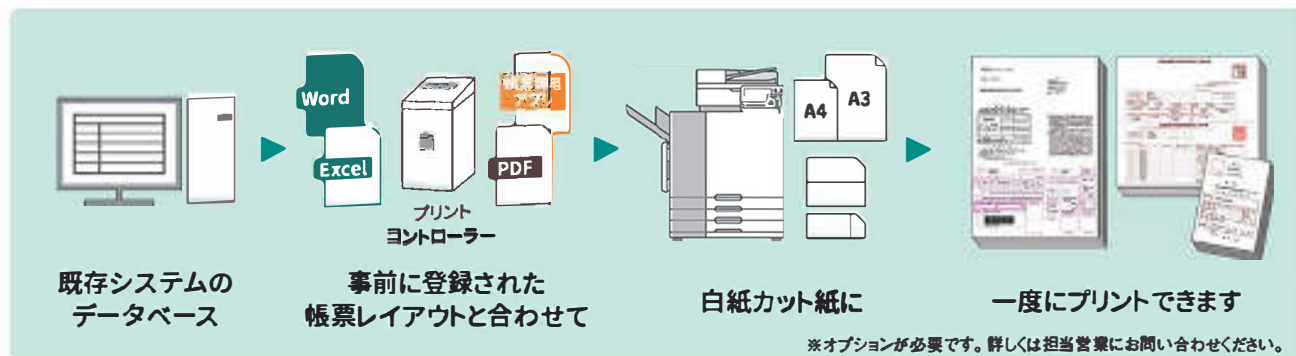 Word
Excel
PDF
プリント
コントローラー
A4
A3
既存システムの
データベース
事前に登録された
帳票レイアウトと合わせて
白紙カット紙に
一度にプリントできます
※オプションが必要です。詳しくは担当営業にお問い合わせください。